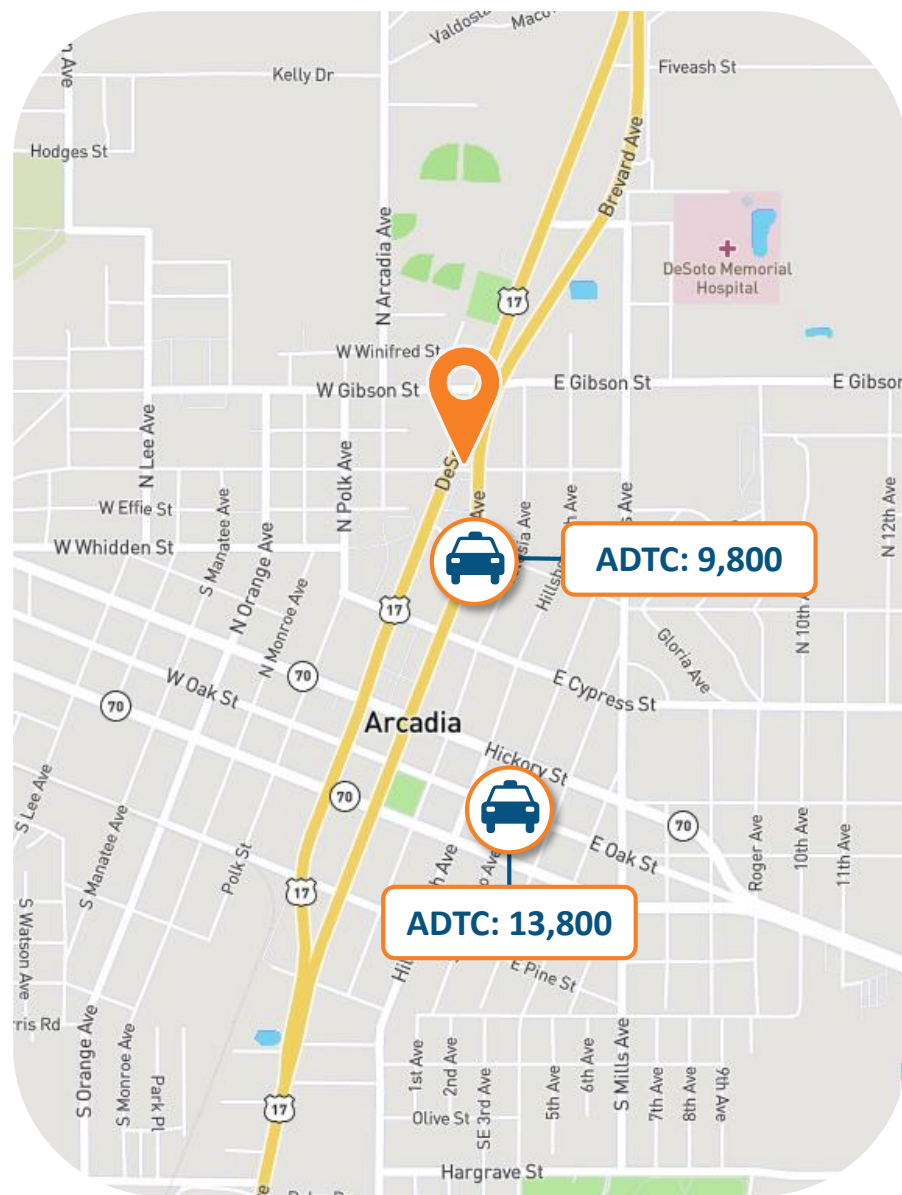 Valdosta
Kelly Dr
Fiveash St
Hodges St
Brevard Ave
N Arcadia Ave
DeSoto Memorial
Hospital
17
W Winifred St
W Gibson St
E Gibson St
E Gibson
N Lee Ave
N Polk Ave
W Effie St
S Manatee Ave
N Orange Ave
W Whidden St
N Monroe Ave
Ave
N 12th Ave
ADTC: 9,800
17
N 10th
Gloria Ave
70
W Oak St
E Cypress St
70
Arcadia
Hickory St
70
70
S Lee Ave
S Manatee Ave
Polk St
E Oak St
Roger Ave
10th Ave
11th Ave
17
ADTC: 13,800
S Watson Ave
E Pine St
S Orange Ave
S Monroe Ave
Park Pl
1st Ave
2nd Ave
SE 3rd Ave
5th Ave
6th Ave
S Mills Ave
7th Ave
8th Ave
9th Ave
17
Olive St
Hargrave St